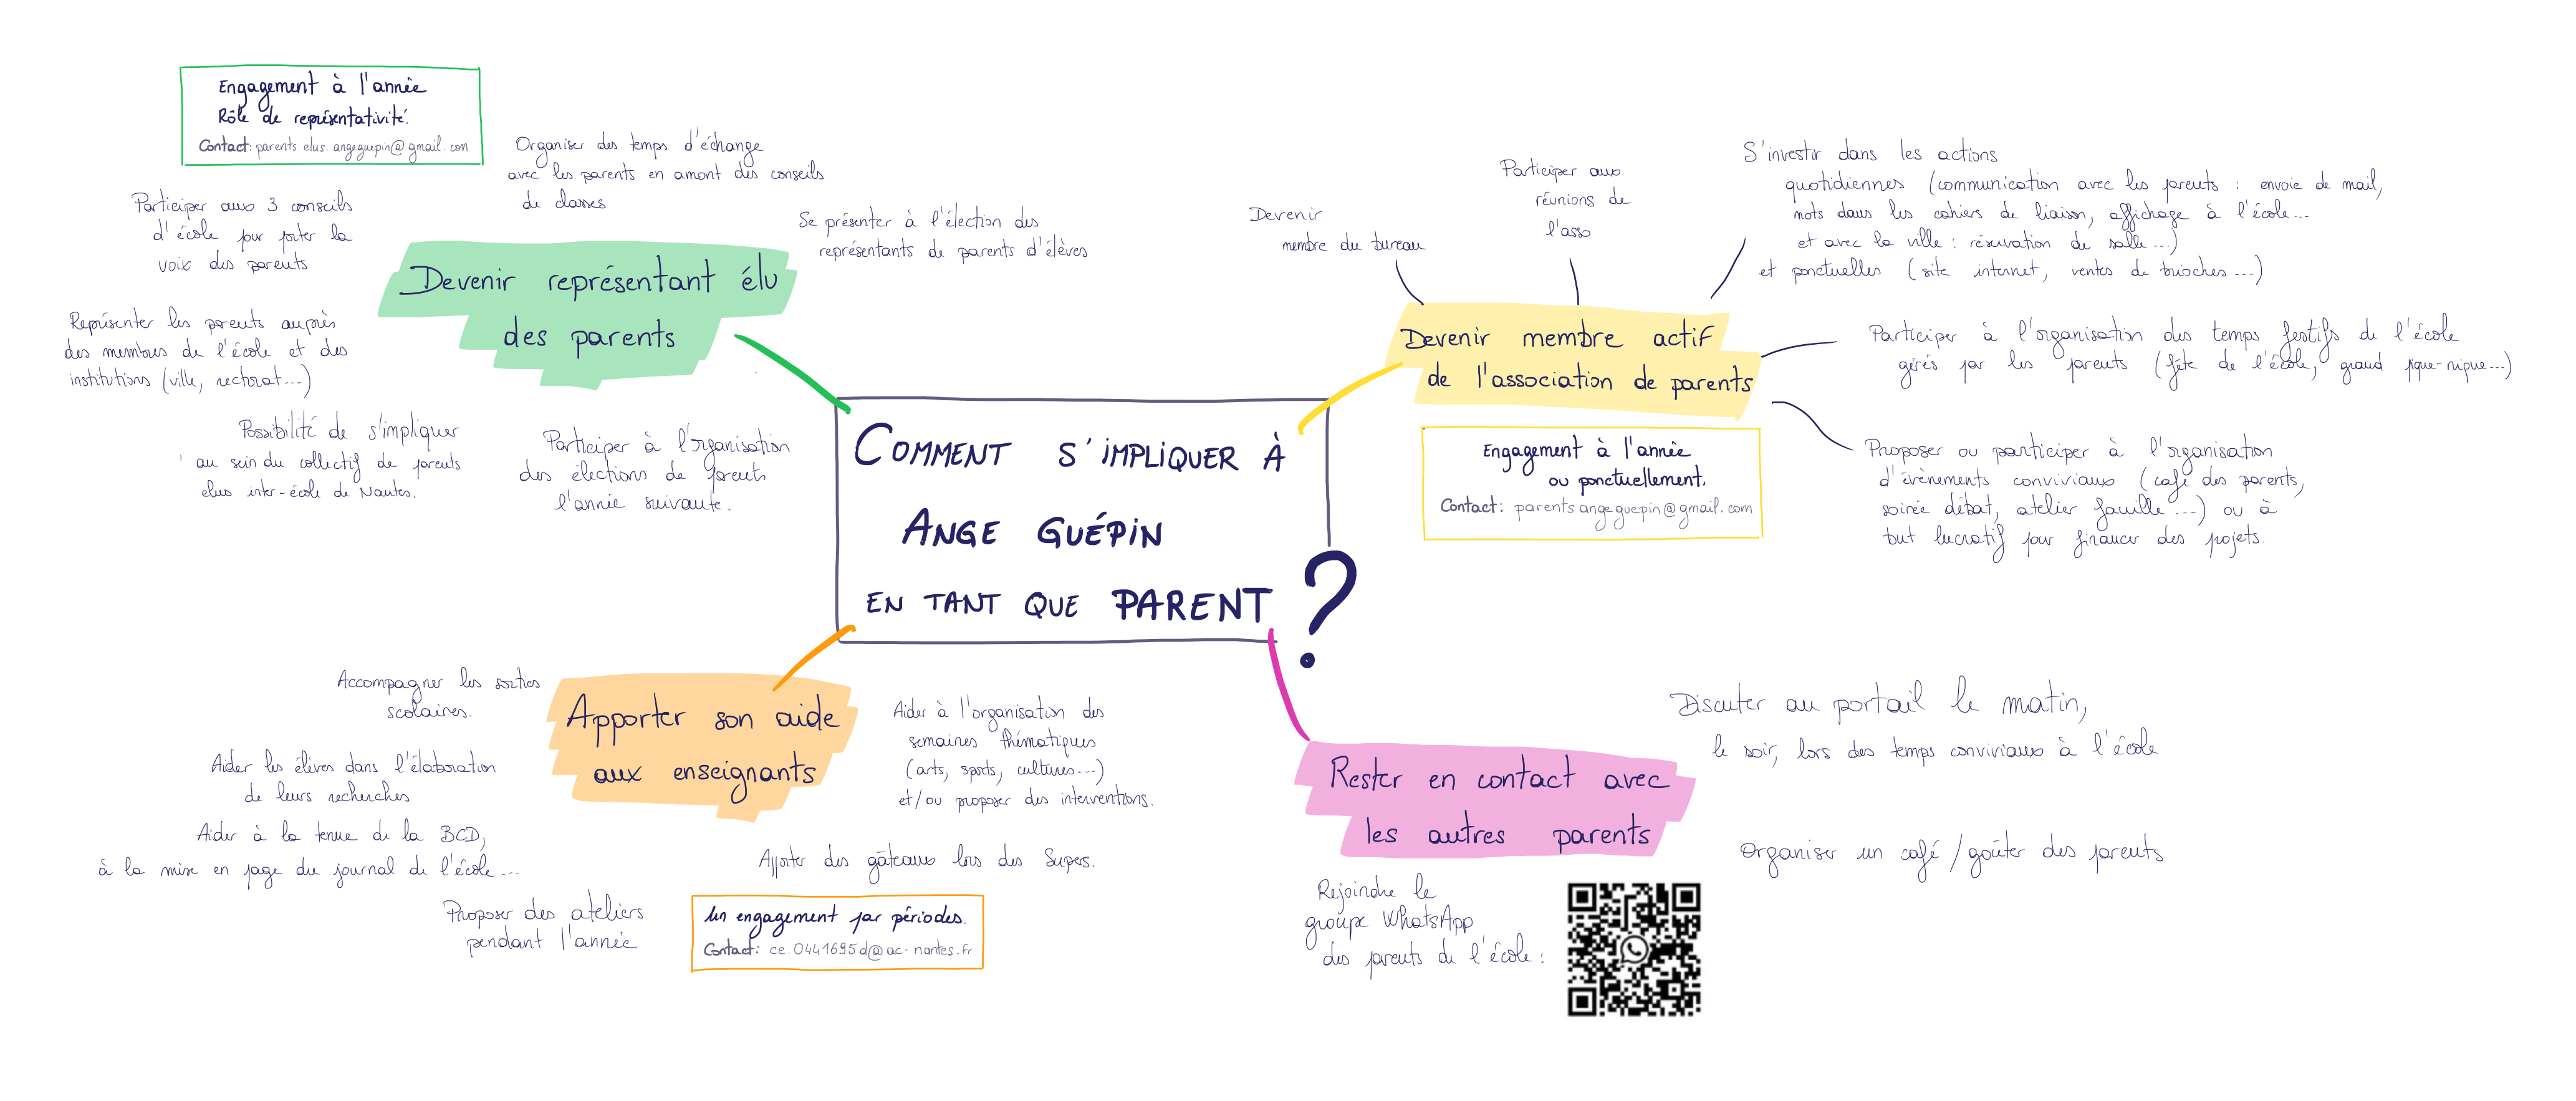 Engagement à l'année
Rôle de représentativité.
Contact: parents.elus.angeguepin@gmail.com
Organiser des temps d'échange
avec les parents en amont des conseils
de classes
Participer aux 3 conseils
d'école pour porter la
voix des parents
Se présenter à l'élection des
représentants de parents d'élèves
Devenir représentant élu
des parents
Représenter les parents auprès
des membres de l'école et des
institutions (ville, rectorat...)
Possibilité de s'impliquer
au sein du collectif de parents
elus inter-école de Nantes.
Participer à l'organisation
des élections de parents
l'année suivante.
COMMENT S'IMPLIQUER À
ANGE GUÉPIN
EN TANT QUE PARENT ?
Devenir
membre du bureau
Participer aux
réunions de
l'asso
S'investir dans les actions
quotidiennes (communication avec les parents : envoie de mail,
mots dans les cahiers de liaison, affichage à l'école...
et avec la ville : réservation de salle...)
et ponctuelles (site internet, ventes de brioches...)
Devenir membre actif
de l'association de parents
Participer à l'organisation des temps festifs de l'école
gérés par les parents (fête de l'école, grand pique-nique...)
Engagement à l'année
ou ponctuellement.
Contact: parentsangeguepin@gmail.com
Proposer ou participer à l'organisation
d'évènements conviviaux (café des parents,
soirée débat, atelier famille...) ou à
but lucratif pour financer des projets.
Accompagner les sorties
scolaires.
Apporter son aide
aux enseignants
Aider à l'organisation des
semaines thématiques
(arts, sports, cultures...)
et/ou proposer des interventions.
Aider les élèves dans l'élaboration
de leurs recherches
Aider à la tenue de la BCD,
à la mise en page du journal de l'école...
Apporter des gâteaux lors des Supers.
Proposer des ateliers
pendant l'année
Un engagement par périodes.
Contact: ce.0441695d@ac-nantes.fr
Rester en contact avec
les autres parents
Discuter au portail le matin,
le soir, lors des temps conviviaux à l'école
Organiser un café/goûter des parents
Rejoindre le
groupe WhatsApp
des parents de l'école :